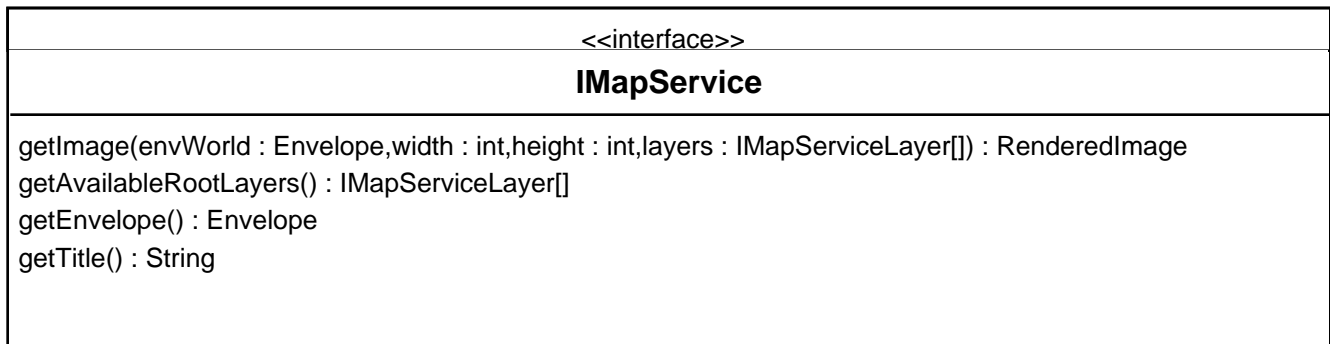 <<interface>>
IMapService
getImage(envWorld : Envelope,width : int,height : int,layers : IMapServiceLayer[]) : RenderedImage
getAvailableRootLayers() : IMapServiceLayer[]
getEnvelope() : Envelope
getTitle() : String